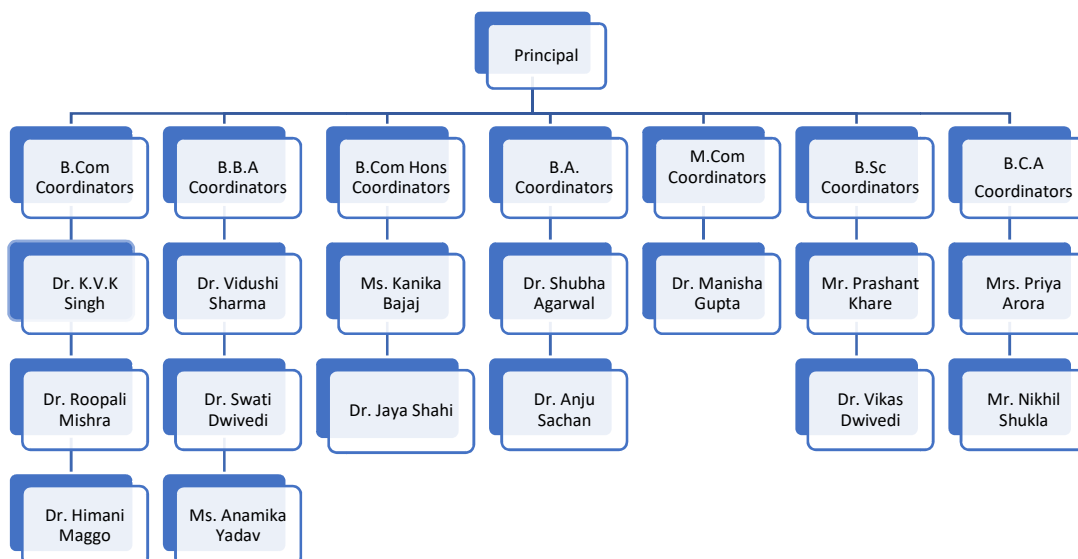 Principal
B.Com
Coordinators
B.B.A
Coordinators
B.Com Hons
Coordinators
B.A.
Coordinators
M.Com
Coordinators
B.Sc
Coordinators
B.C.A
Coordinators
Dr. K.V.K
Singh
Dr. Vidushi
Sharma
Ms. Kanika
Bajaj
Dr. Shubha
Agarwal
Dr. Manisha
Gupta
Mr. Prashant
Khare
Mrs. Priya
Arora
Dr. Roopali
Mishra
Dr. Swati
Dwivedi
Dr. Jaya Shahi
Dr. Anju
Sachan
Dr. Vikas
Dwivedi
Mr. Nikhil
Shukla
Dr. Himani
Maggo
Ms. Anamika
Yadav